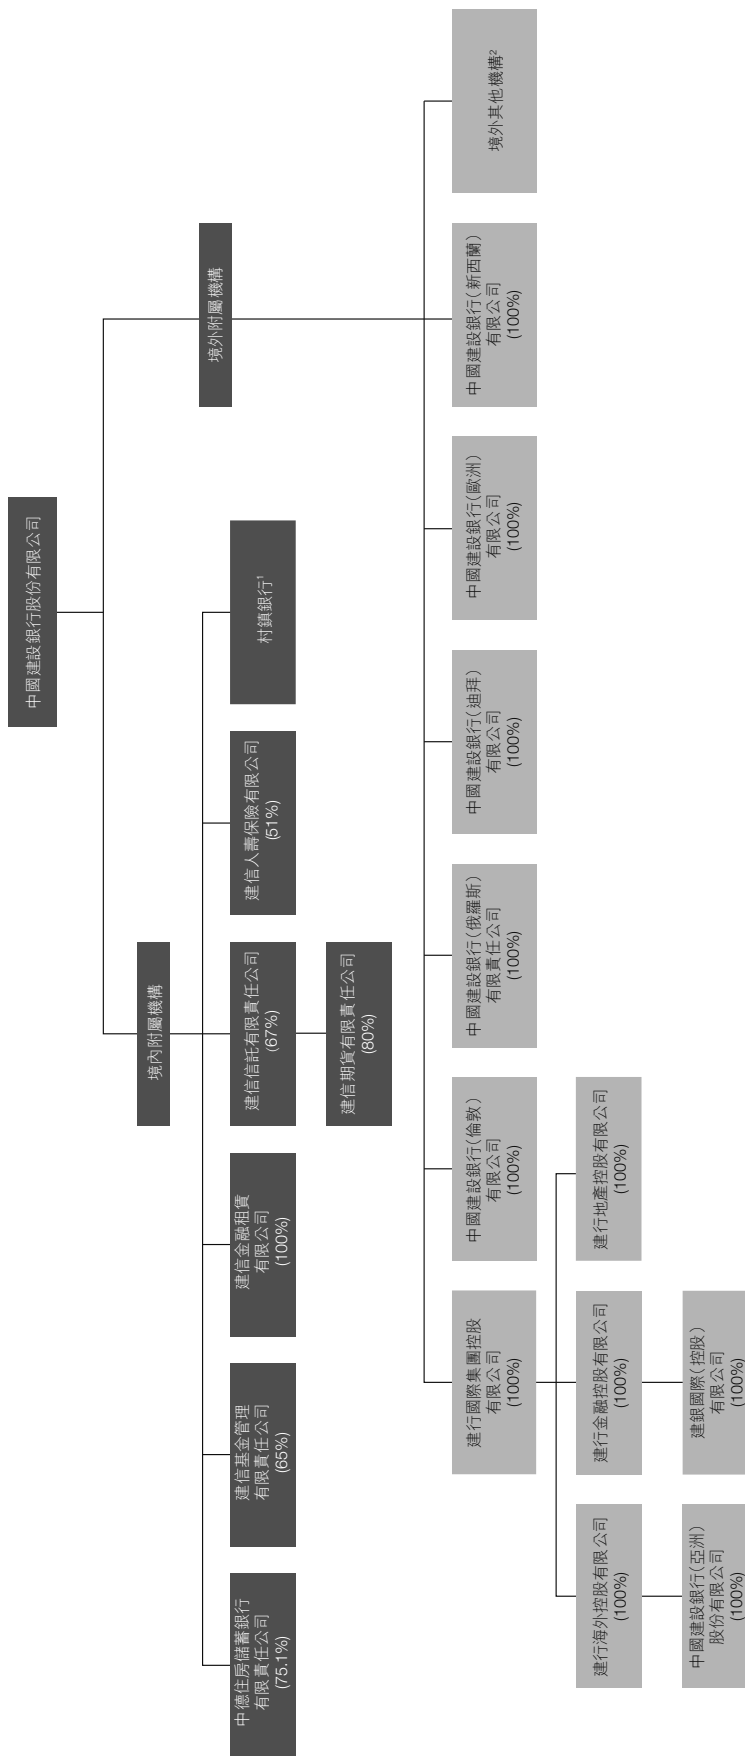 中國建設銀行股份有限公司
境內附屬機構
境外附屬機構
中德住房儲蓄銀行
有限責任公司
(75.1%)
建信基金管理
有限責任公司
(65%)
建信金融租賃
有限公司
(100%)
建信信託有限責任公司
(67%)
建信人壽保險有限公司
(51%)
村鎮銀行¹
建信期貨有限責任公司
(80%)
建行國際集團控股
有限公司
(100%)
中國建設銀行(倫敦)
有限公司
(100%)
中國建設銀行(俄羅斯)
有限責任公司
(100%)
中國建設銀行(迪拜)
有限公司
(100%)
中國建設銀行(歐洲)
有限公司
(100%)
中國建設銀行(新西蘭)
有限公司
(100%)
境外其他機構²
建行海外控股有限公司
(100%)
建行金融控股有限公司
(100%)
建行地產控股有限公司
(100%)
中國建設銀行(亞洲)
股份有限公司
(100%)
建銀國際(控股)
有限公司
(100%)